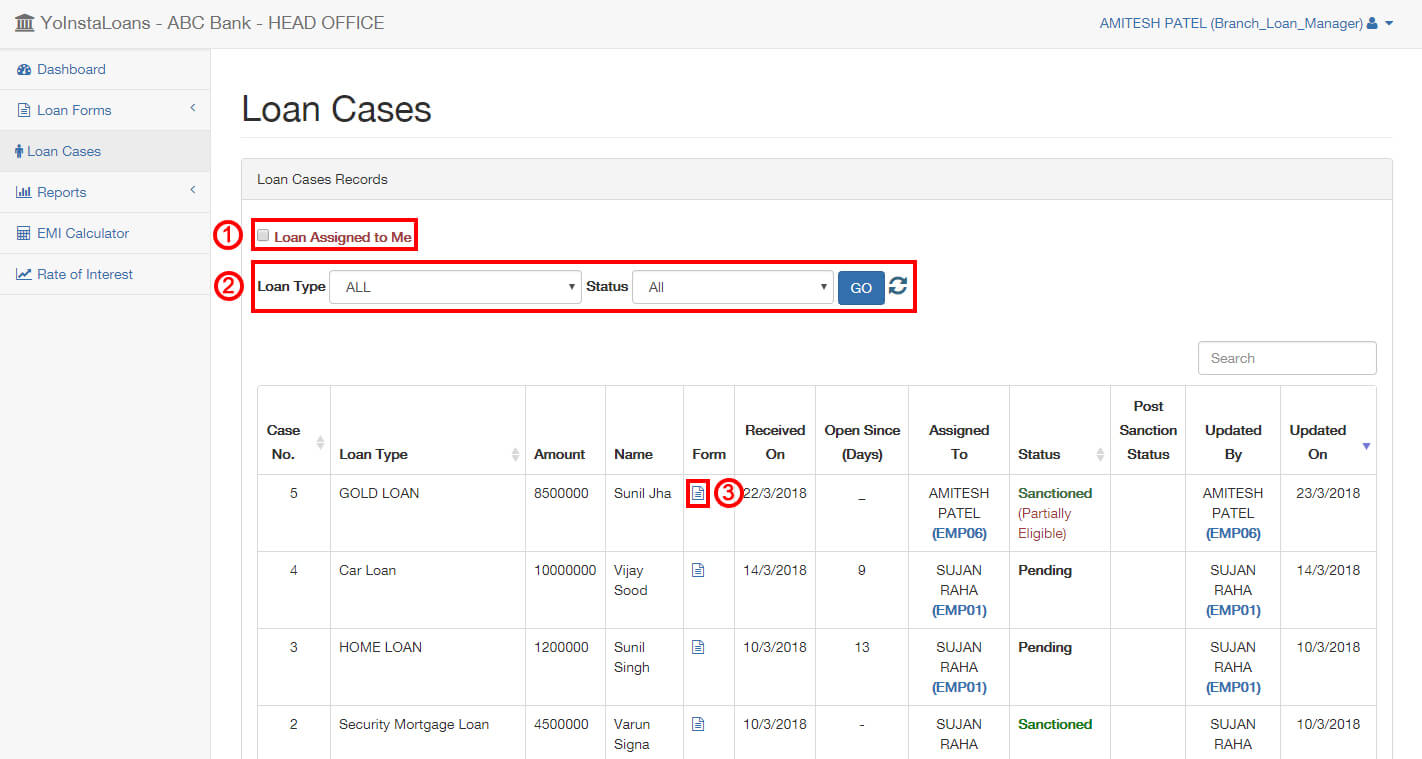 YoInstaLoans - ABC Bank - HEAD OFFICE
AMITESH PATEL (Branch_Loan_Manager)
Dashboard
Loan Forms
Loan Cases
Reports
EMI Calculator
Rate of Interest
Loan Cases
Loan Cases Records
1 Loan Assigned to Me
2 Loan Type ALL Status All GO
Search
Case No. Loan Type Amount Name Form Received On Open Since (Days) Assigned To Status Post Sanction Status Updated By Updated On
5 GOLD LOAN 8500000 Sunil Jha 3 22/3/2018 _ AMITESH PATEL (EMP06) Sanctioned (Partially Eligible) AMITESH PATEL (EMP06) 23/3/2018
4 Car Loan 10000000 Vijay Sood 14/3/2018 9 SUJAN RAHA (EMP01) Pending SUJAN RAHA (EMP01) 14/3/2018
3 HOME LOAN 1200000 Sunil Singh 10/3/2018 13 SUJAN RAHA (EMP01) Pending SUJAN RAHA (EMP01) 10/3/2018
2 Security Mortgage Loan 4500000 Varun Signa 10/3/2018 - SUJAN RAHA Sanctioned SUJAN RAHA 10/3/2018